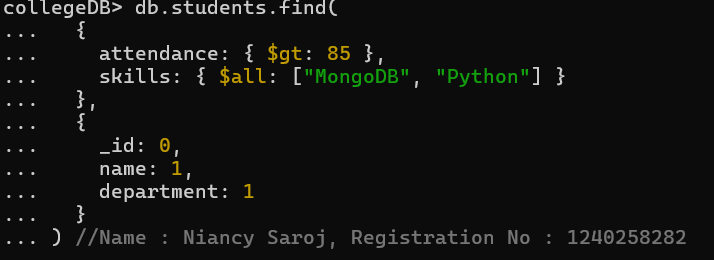 collegeDB> db.students.find(
...   {
...     attendance: { $gt: 85 },
...     skills: { $all: ["MongoDB", "Python"] }
...   },
...   {
...     _id: 0,
...     name: 1,
...     department: 1
...   }
... ) //Name : Niancy Saroj, Registration No : 1240258282